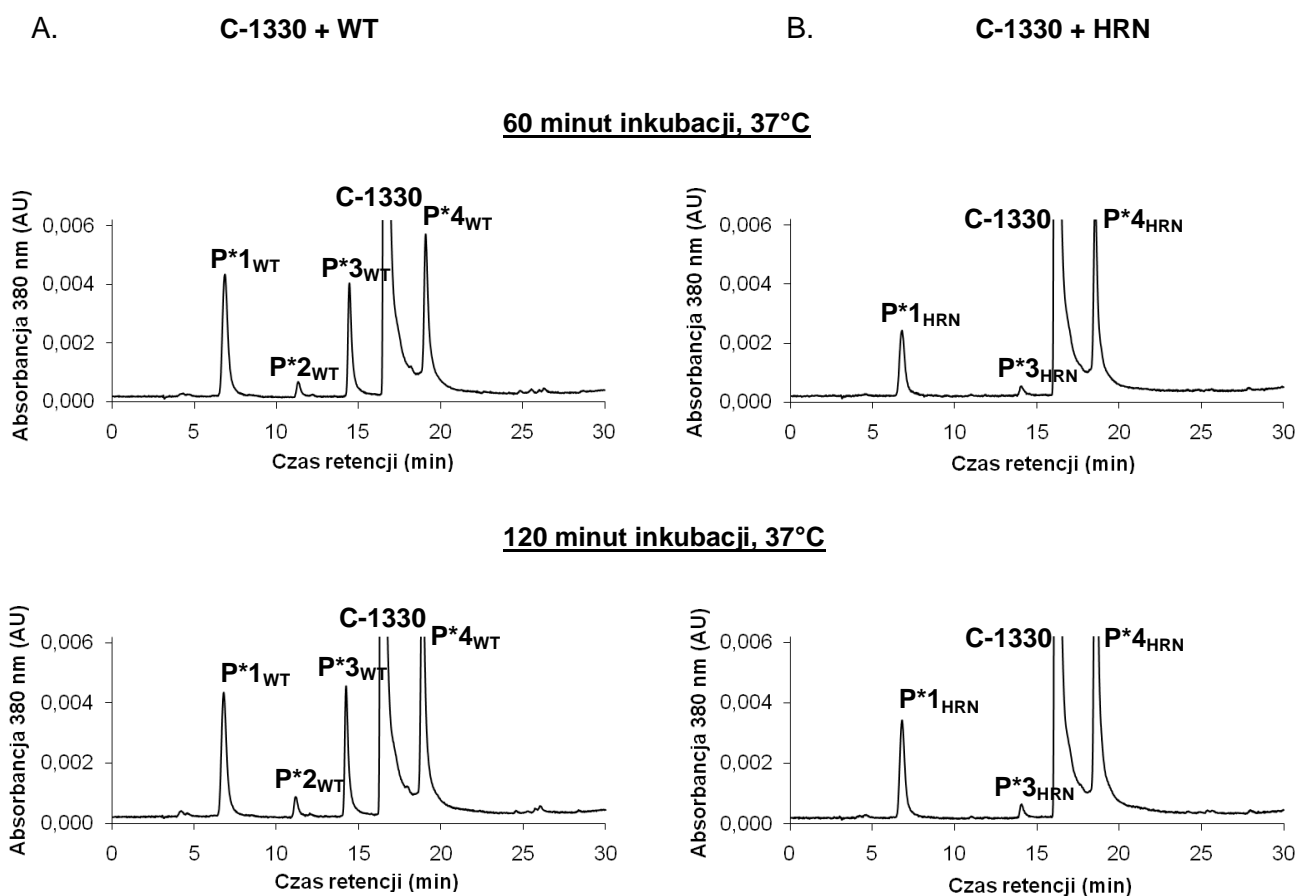 A. C-1330 + WT B. C-1330 + HRN
60 minut inkubacji, 37°C
Absorbancja 380 nm (AU)
0,006
0,004
0,002
0,000
C-1330
P*4WT
P*1WT
P*3WT
P*2WT
0 5 10 15 20 25 30
Czas retencji (min)
Absorbancja 380 nm (AU)
0,006
0,004
0,002
0,000
C-1330
P*4HRN
P*1HRN
P*3HRN
0 5 10 15 20 25 30
Czas retencji (min)
120 minut inkubacji, 37°C
Absorbancja 380 nm (AU)
0,006
0,004
0,002
0,000
C-1330
P*4WT
P*1WT
P*3WT
P*2WT
0 5 10 15 20 25 30
Czas retencji (min)
Absorbancja 380 nm (AU)
0,006
0,004
0,002
0,000
C-1330
P*4HRN
P*1HRN
P*3HRN
0 5 10 15 20 25 30
Czas retencji (min)